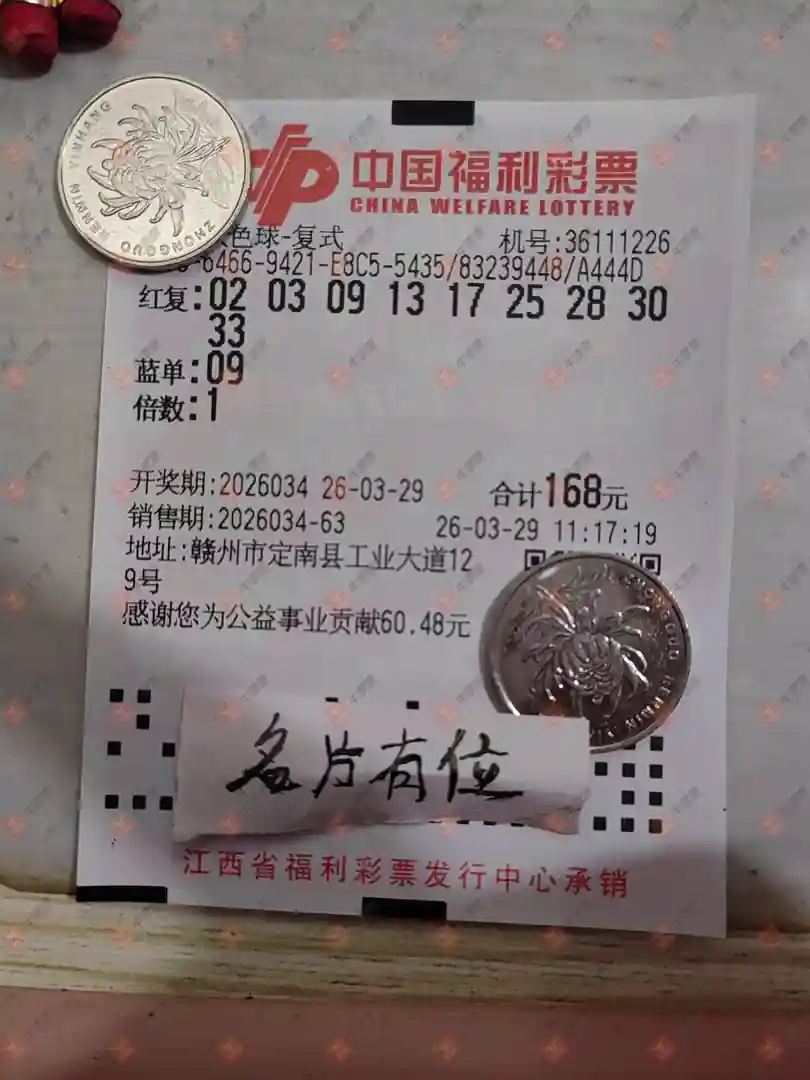 ZHONGGUO RENMIN YINHANG
中国福利彩票
CHINA WELFARE LOTTERY
色球-复式 机号:36111226
6466-9421-E8C5-5435/83239448/A444D
红复:02 03 09 13 17 25 28 30
33
蓝单:09
倍数:1
开奖期:2026034 26-03-29 合计168元
销售期:2026034-63 26-03-29 11:17:19
地址:赣州市定南县工业大道12
9号
感谢您为公益事业贡献60.48元
ZHONGGUO RENMIN
名片有位
江西省福利彩票发行中心承销